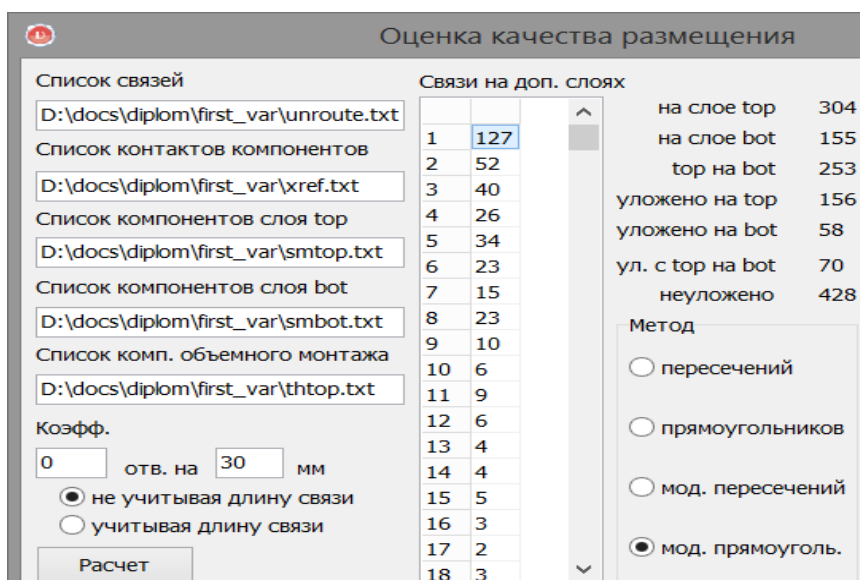 Оценка качества размещения
Список связей
D:\docs\diplom\first_var\unroute.txt
Список контактов компонентов
D:\docs\diplom\first_var\xref.txt
Список компонентов слоя top
D:\docs\diplom\first_var\smtop.txt
Список компонентов слоя bot
D:\docs\diplom\first_var\smbot.txt
Список комп. объемного монтажа
D:\docs\diplom\first_var\thtop.txt
Коэфф.
0 отв. на 30 мм
не учитывая длину связи
учитывая длину связи
Расчет
Связи на доп. слоях
1 127
2 52
3 40
4 26
5 34
6 23
7 15
8 23
9 10
10 6
11 9
12 6
13 4
14 4
15 5
16 3
17 2
18 3
на слое top 304
на слое bot 155
top на bot 253
уложено на top 156
уложено на bot 58
ул. с top на bot 70
неуложено 428
Метод
пересечений
прямоугольников
мод. пересечений
мод. прямоуголь.